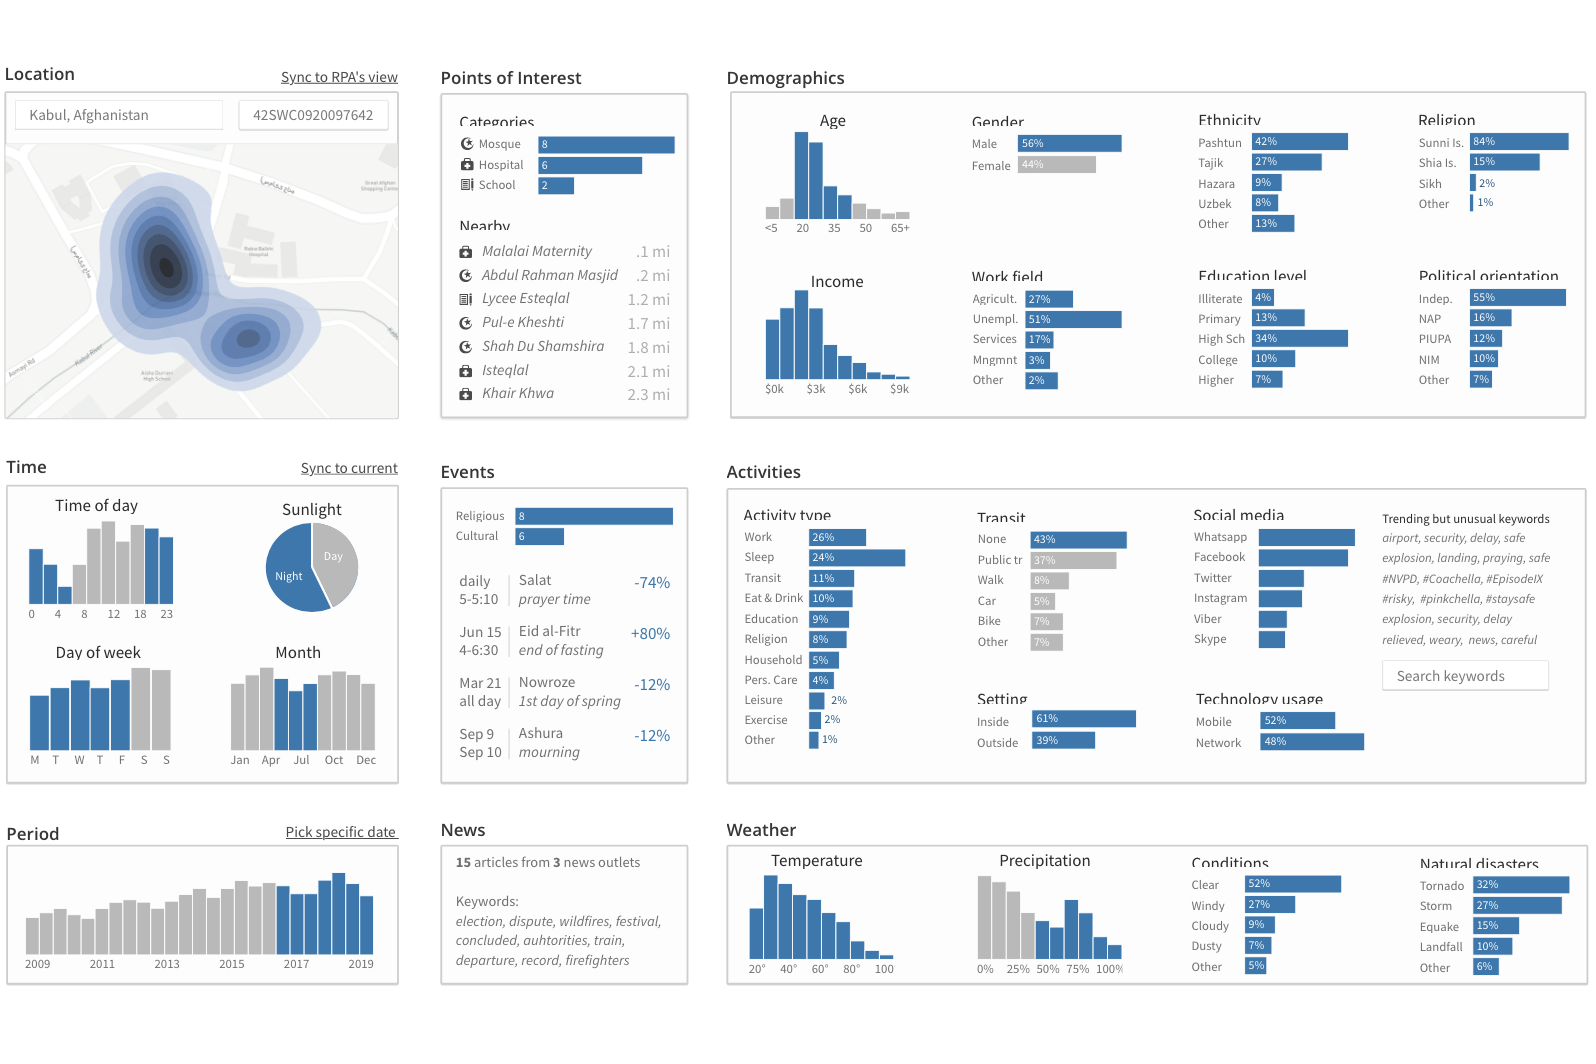 Location
Sync to RPA's view
Kabul, Afghanistan
42SWC0920097642
Asmayi Rd
Kabul River
Points of Interest
Categories
Mosque 8
Hospital 6
School 2
Nearby
Malalai Maternity .1 mi
Abdul Rahman Masjid .2 mi
Lycee Esteqlal 1.2 mi
Pul-e Kheshti 1.7 mi
Shah Du Shamshira 1.8 mi
Isteqlal 2.1 mi
Khair Khwa 2.3 mi
Demographics
Age
<5 20 35 50 65+
Gender
Male 56%
Female 44%
Ethnicity
Pashtun 42%
Tajik 27%
Hazara 9%
Uzbek 8%
Other 13%
Religion
Sunni Is. 84%
Shia Is. 15%
Sikh 2%
Other 1%
Income
$0k $3k $6k $9k
Work field
Agricult. 27%
Unempl. 51%
Services 17%
Mngmnt 3%
Other 2%
Education level
Illiterate 4%
Primary 13%
High Sch 34%
College 10%
Higher 7%
Political orientation
Indep. 55%
NAP 16%
PIUPA 12%
NIM 10%
Other 7%
Time
Sync to current
Time of day
0 4 8 12 18 23
Sunlight
Day
Night
Day of week
M T W T F S S
Month
Jan Apr Jul Oct Dec
Events
Religious 8
Cultural 6
daily Salat -74%
5-5:10 prayer time
Jun 15 Eid al-Fitr +80%
4-6:30 end of fasting
Mar 21 Nowroze -12%
all day 1st day of spring
Sep 9 Ashura -12%
Sep 10 mourning
Activities
Activity type
Work 26%
Sleep 24%
Transit 11%
Eat & Drink 10%
Education 9%
Religion 8%
Household 5%
Pers. Care 4%
Leisure 2%
Exercise 2%
Other 1%
Transit
None 43%
Public tr 37%
Walk 8%
Car 5%
Bike 7%
Other 7%
Setting
Inside 61%
Outside 39%
Social media
Whatsapp
Facebook
Twitter
Instagram
Viber
Skype
Technology usage
Mobile 52%
Network 48%
Trending but unusual keywords
airport, security, delay, safe
explosion, landing, praying, safe
#NVPD, #Coachella, #EpisodeIX
#risky, #pinkchella, #staysafe
explosion, security, delay
relieved, weary, news, careful
Search keywords
Period
Pick specific date
2009 2011 2013 2015 2017 2019
News
15 articles from 3 news outlets
Keywords:
election, dispute, wildfires, festival,
concluded, auhtorities, train,
departure, record, firefighters
Weather
Temperature
20° 40° 60° 80° 100
Precipitation
0% 25% 50% 75% 100%
Conditions
Clear 52%
Windy 27%
Cloudy 9%
Dusty 7%
Other 5%
Natural disasters
Tornado 32%
Storm 27%
Equake 15%
Landfall 10%
Other 6%